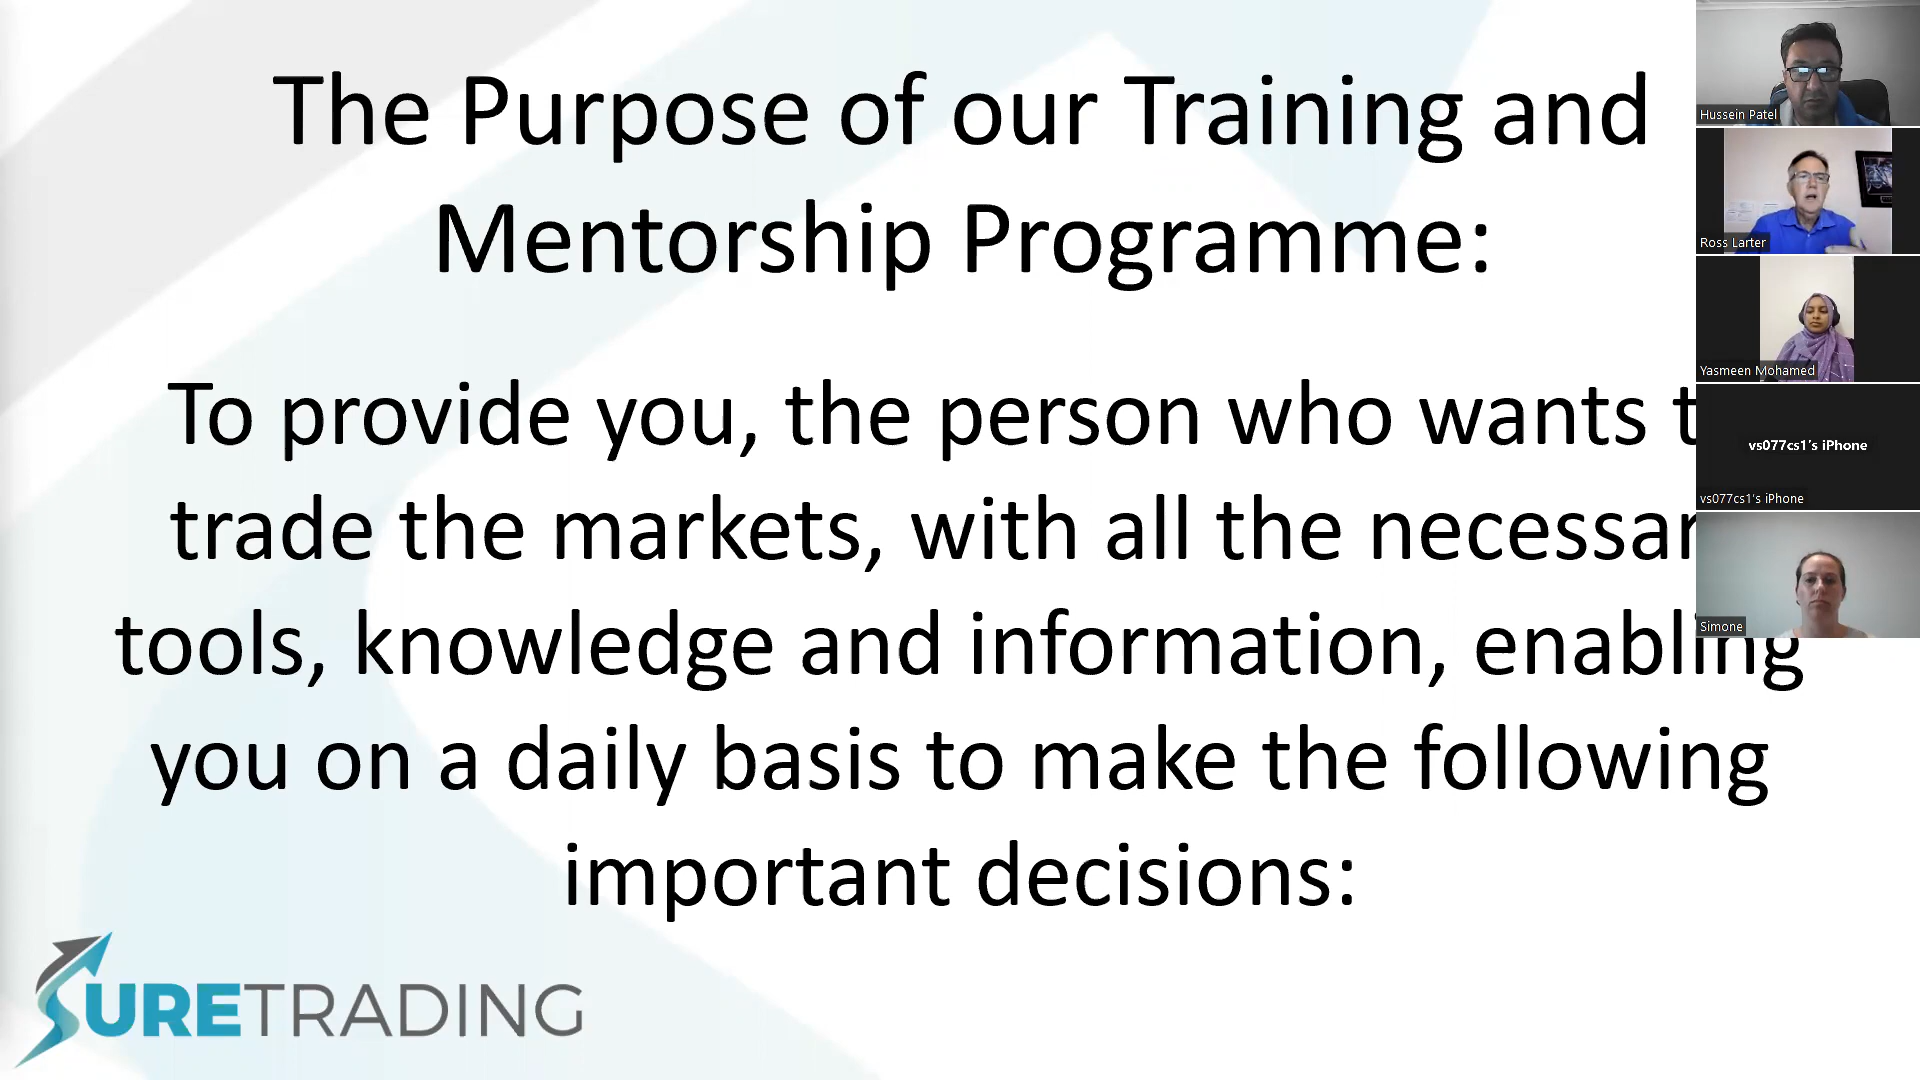 The Purpose of our Training and
Mentorship Programme:
To provide you, the person who wants
trade the markets, with all the
tools, knowledge and information, enabling
you on a daily basis to make the following
important decisions:
SURETRADING
Hussein Patel
Ross Larter
Yasmeen Mohamed
vs077cs1's iPhone
vs077cs1's iPhone
Simone